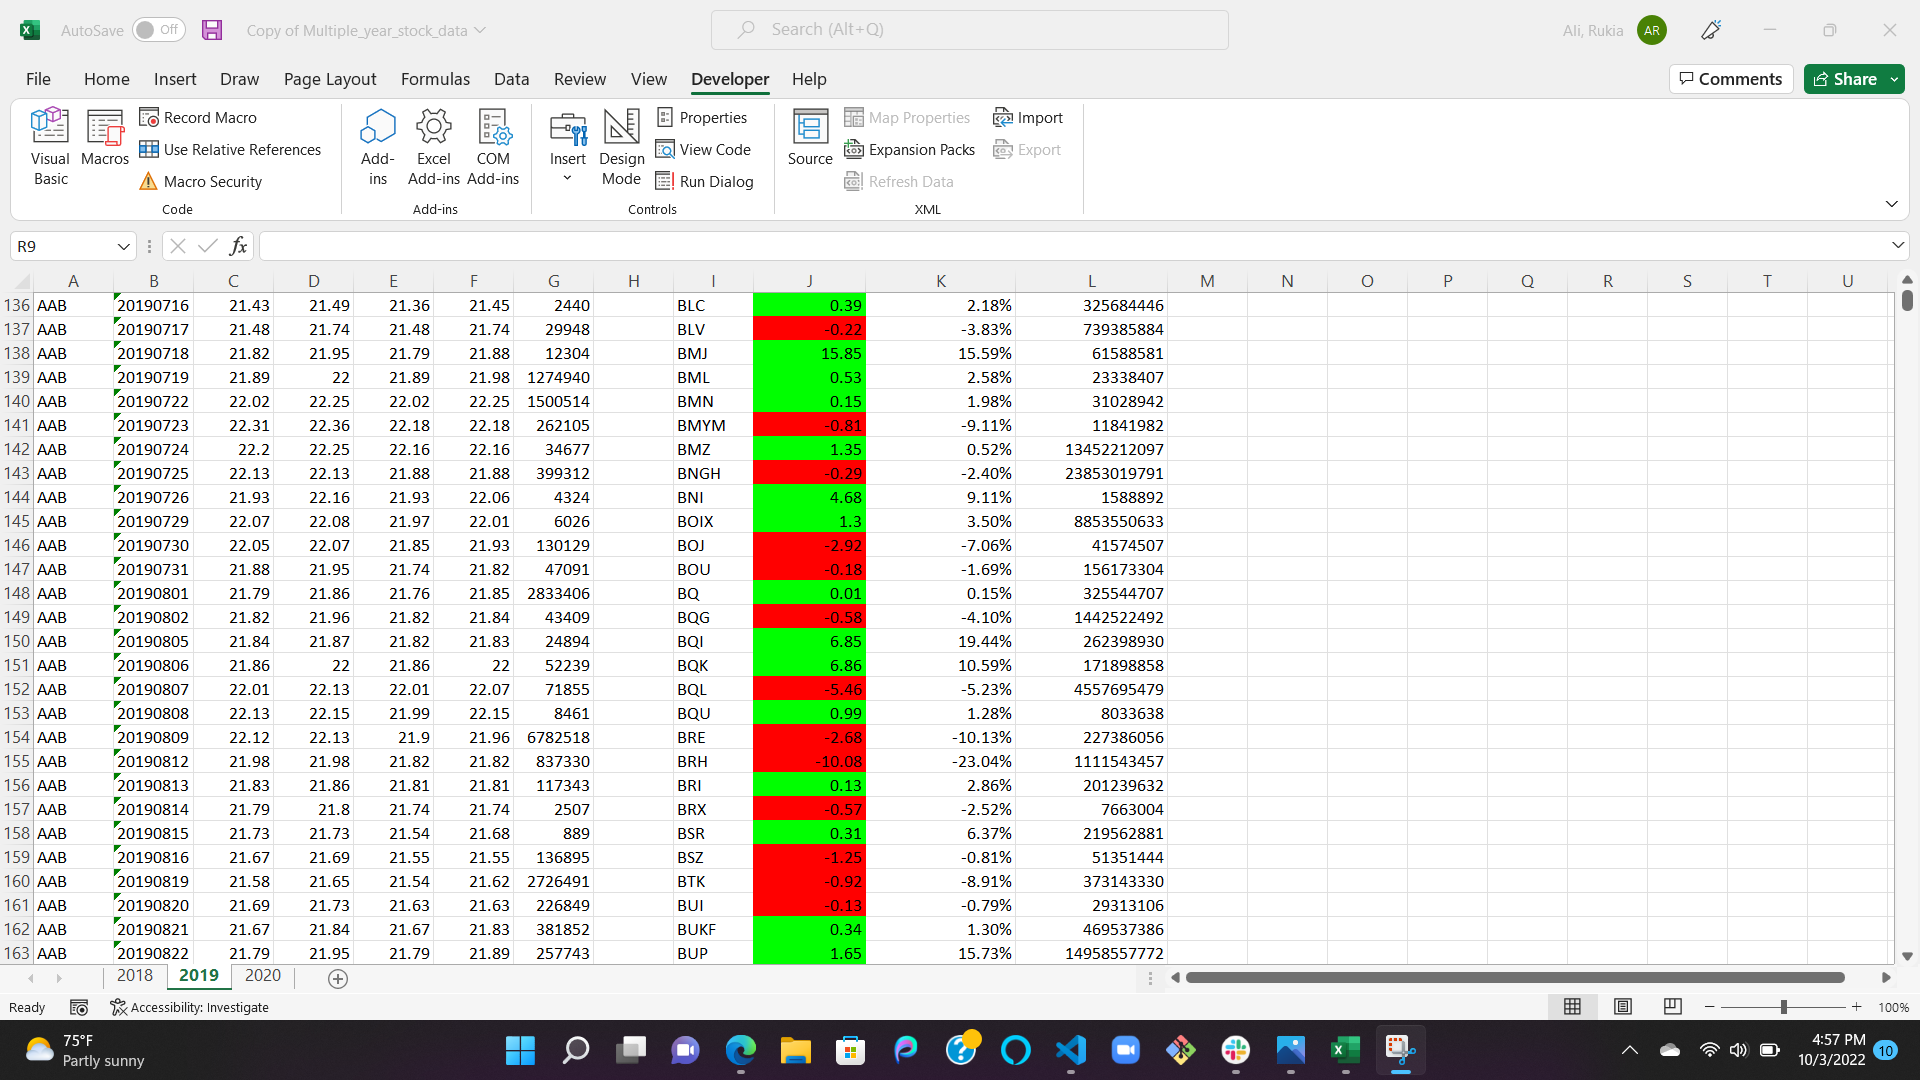 AutoSave Off Copy of Multiple_year_stock_data Search (Alt+Q) Ali, Rukia AR
File Home Insert Draw Page Layout Formulas Data Review View Developer Help Comments Share
Visual Basic Macros Record Macro Use Relative References Macro Security Code
Add-ins Excel Add-ins COM Add-ins Add-ins
Insert Design Mode Properties View Code Run Dialog Controls
Source Map Properties Expansion Packs Refresh Data Import Export XML
R9 fx
A B C D E F G H I J K L M N O P Q R S T U
136 AAB 20190716 21.43 21.49 21.36 21.45 2440 BLC 0.39 2.18% 325684446
137 AAB 20190717 21.48 21.74 21.48 21.74 29948 BLV -0.22 -3.83% 739385884
138 AAB 20190718 21.82 21.95 21.79 21.88 12304 BMJ 15.85 15.59% 61588581
139 AAB 20190719 21.89 22 21.89 21.98 1274940 BML 0.53 2.58% 23338407
140 AAB 20190722 22.02 22.25 22.02 22.25 1500514 BMN 0.15 1.98% 31028942
141 AAB 20190723 22.31 22.36 22.18 22.18 262105 BMYM -0.81 -9.11% 11841982
142 AAB 20190724 22.2 22.25 22.16 22.16 34677 BMZ 1.35 0.52% 13452212097
143 AAB 20190725 22.13 22.13 21.88 21.88 399312 BNGH -0.29 -2.40% 23853019791
144 AAB 20190726 21.93 22.16 21.93 22.06 4324 BNI 4.68 9.11% 1588892
145 AAB 20190729 22.07 22.08 21.97 22.01 6026 BOIX 1.3 3.50% 8853550633
146 AAB 20190730 22.05 22.07 21.85 21.93 130129 BOJ -2.92 -7.06% 41574507
147 AAB 20190731 21.88 21.95 21.74 21.82 47091 BOU -0.18 -1.69% 156173304
148 AAB 20190801 21.79 21.86 21.76 21.85 2833406 BQ 0.01 0.15% 325544707
149 AAB 20190802 21.82 21.96 21.82 21.84 43409 BQG -0.58 -4.10% 1442522492
150 AAB 20190805 21.84 21.87 21.82 21.83 24894 BQI 6.85 19.44% 262398930
151 AAB 20190806 21.86 22 21.86 22 52239 BQK 6.86 10.59% 171898858
152 AAB 20190807 22.01 22.13 22.01 22.07 71855 BQL -5.46 -5.23% 4557695479
153 AAB 20190808 22.13 22.15 21.99 22.15 8461 BQU 0.99 1.28% 8033638
154 AAB 20190809 22.12 22.13 21.9 21.96 6782518 BRE -2.68 -10.13% 227386056
155 AAB 20190812 21.98 21.98 21.82 21.82 837330 BRH -10.08 -23.04% 1111543457
156 AAB 20190813 21.83 21.86 21.81 21.81 117343 BRI 0.13 2.86% 201239632
157 AAB 20190814 21.79 21.8 21.74 21.74 2507 BRX -0.57 -2.52% 7663004
158 AAB 20190815 21.73 21.73 21.54 21.68 889 BSR 0.31 6.37% 219562881
159 AAB 20190816 21.67 21.69 21.55 21.55 136895 BSZ -1.25 -0.81% 51351444
160 AAB 20190819 21.58 21.65 21.54 21.62 2726491 BTK -0.92 -8.91% 373143330
161 AAB 20190820 21.69 21.73 21.63 21.63 226849 BUI -0.13 -0.79% 29313106
162 AAB 20190821 21.67 21.84 21.67 21.83 381852 BUKF 0.34 1.30% 469537386
163 AAB 20190822 21.79 21.95 21.79 21.89 257743 BUP 1.65 15.73% 14958557772
2018 2019 2020
Ready Accessibility: Investigate 100%
75°F 4:57 PM
Partly sunny 10/3/2022 10